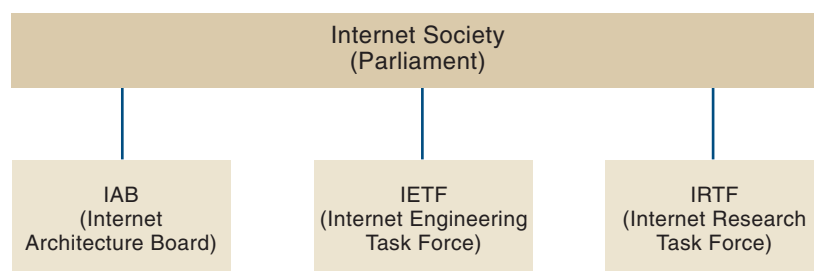 Internet Society
(Parliament)
IAB
(Internet
Architecture Board)
IETF
(Internet Engineering
Task Force)
IRTF
(Internet Research
Task Force)